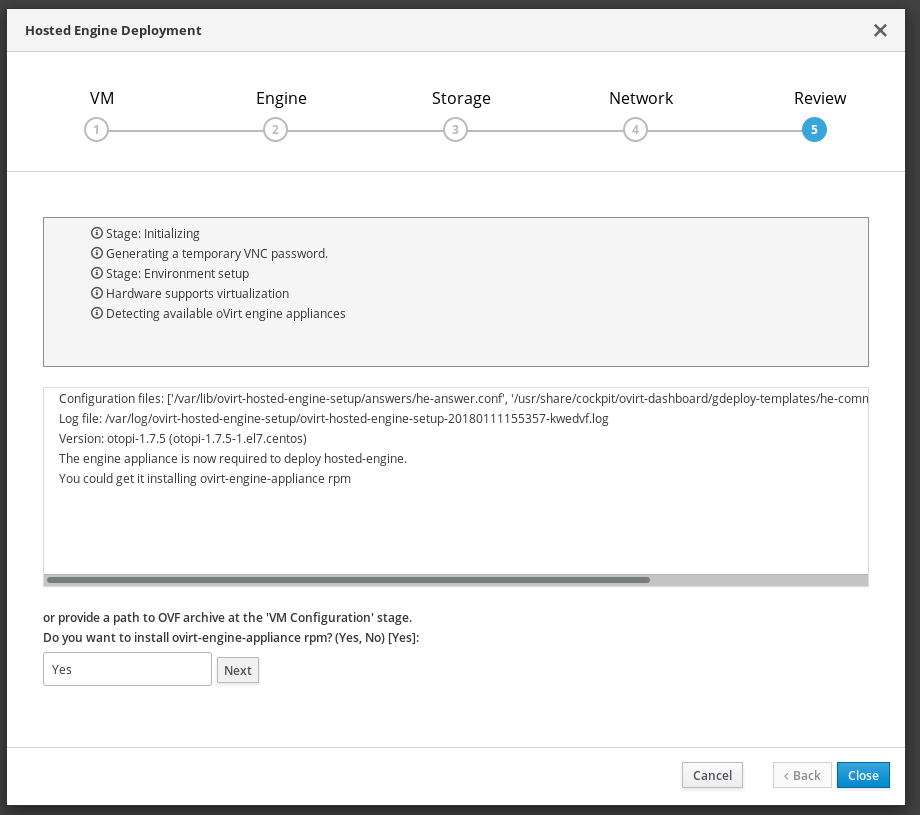 Hosted Engine Deployment
VM
Engine
Storage
Network
Review
1
2
3
4
5
Stage: Initializing
Generating a temporary VNC password.
Stage: Environment setup
Hardware supports virtualization
Detecting available oVirt engine appliances
Configuration files: ['/var/lib/ovirt-hosted-engine-setup/answers/he-answer.conf', '/usr/share/cockpit/ovirt-dashboard/gdeploy-templates/he-comm
Log file: /var/log/ovirt-hosted-engine-setup/ovirt-hosted-engine-setup-20180111155357-kwedvf.log
Version: otopi-1.7.5 (otopi-1.7.5-1.el7.centos)
The engine appliance is now required to deploy hosted-engine.
You could get it installing ovirt-engine-appliance rpm
or provide a path to OVF archive at the 'VM Configuration' stage.
Do you want to install ovirt-engine-appliance rpm? (Yes, No) [Yes]:
Yes
Next
Cancel
‹ Back
Close